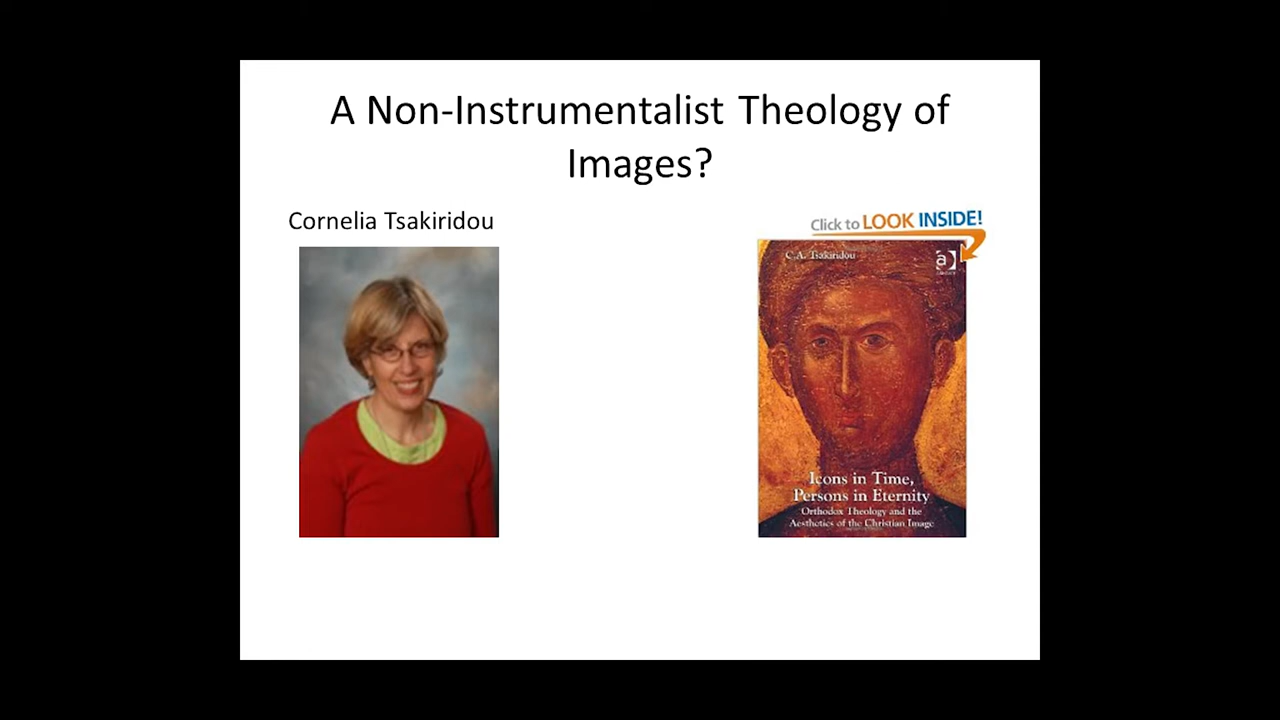 A Non-Instrumentalist Theology of
Images?
Cornelia Tsakiridou
Click to LOOK INSIDE!
C.A. Tsakiridou
a
Icons in Time,
Persons in Eternity
Orthodox Theology and the
Aesthetics of the Christian Image